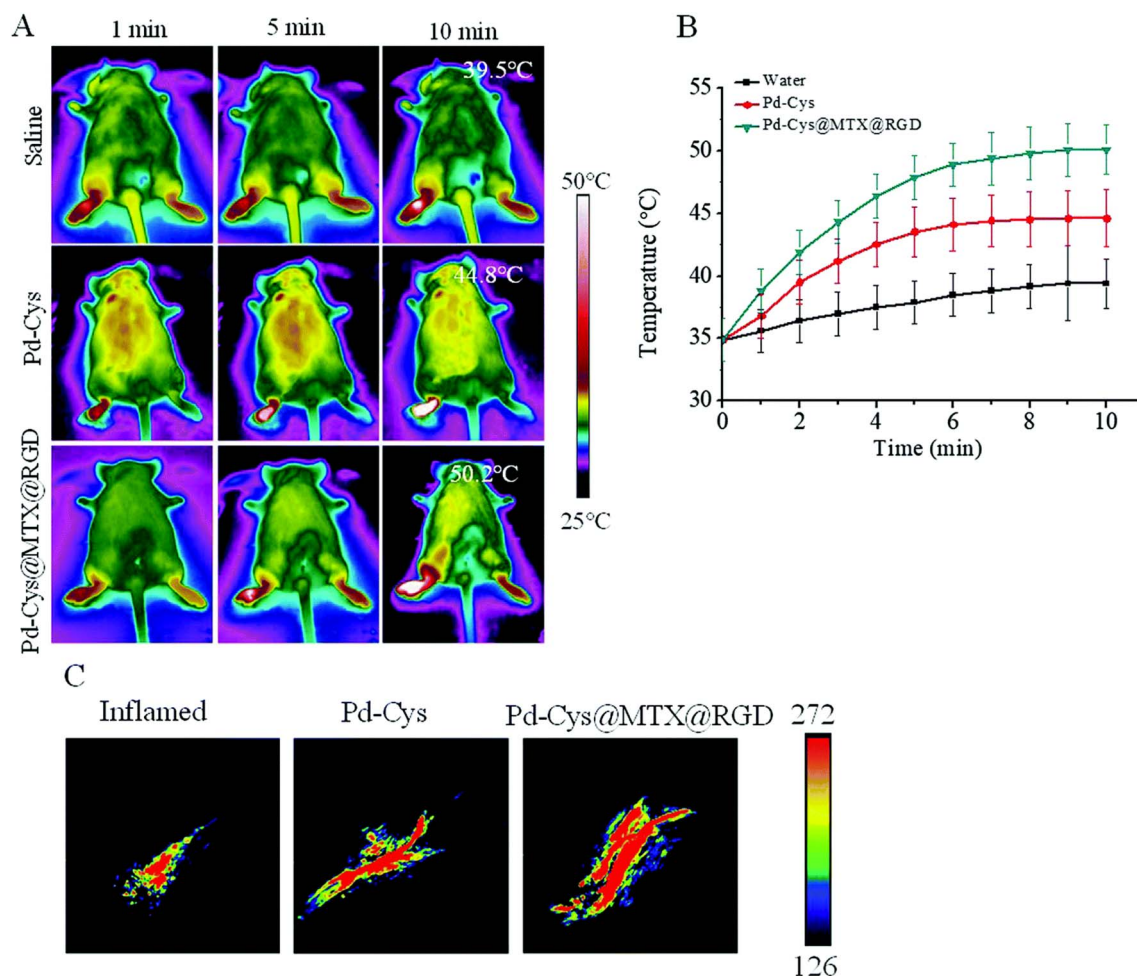 A
1 min
5 min
10 min
Saline
39.5°C
Pd-Cys
44.8°C
Pd-Cys@MTX@RGD
50.2°C
50°C
25°C
B
Water
Pd-Cys
Pd-Cys@MTX@RGD
Temperature (°C)
55
50
45
40
35
30
0
2
4
6
8
10
Time (min)
C
Inflamed
Pd-Cys
Pd-Cys@MTX@RGD
272
126